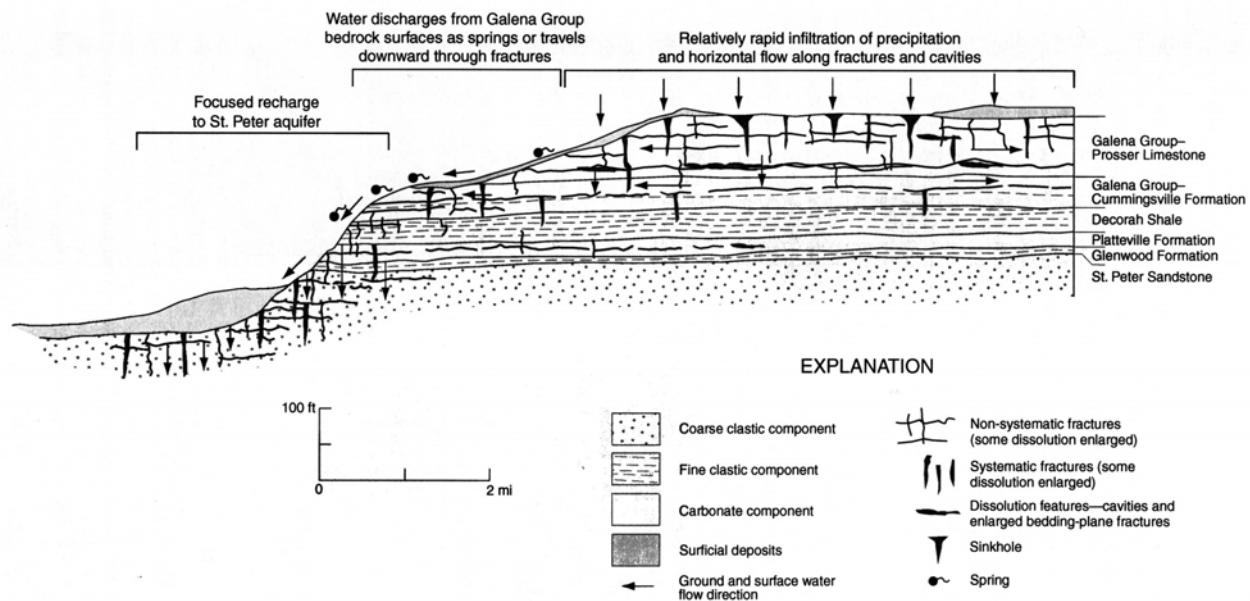 Water discharges from Galena Group
bedrock surfaces as springs or travels
downward through fractures
Relatively rapid infiltration of precipitation
and horizontal flow along fractures and cavities
Focused recharge
to St. Peter aquifer
Galena Group–
Prosser Limestone
Galena Group–
Cummingsville Formation
Decorah Shale
Platteville Formation
Glenwood Formation
St. Peter Sandstone
100 ft
0
2 mi
EXPLANATION
Coarse clastic component
Fine clastic component
Carbonate component
Surficial deposits
Ground and surface water
flow direction
Non-systematic fractures
(some dissolution enlarged)
Systematic fractures (some
dissolution enlarged)
Dissolution features—cavities and
enlarged bedding-plane fractures
Sinkhole
Spring